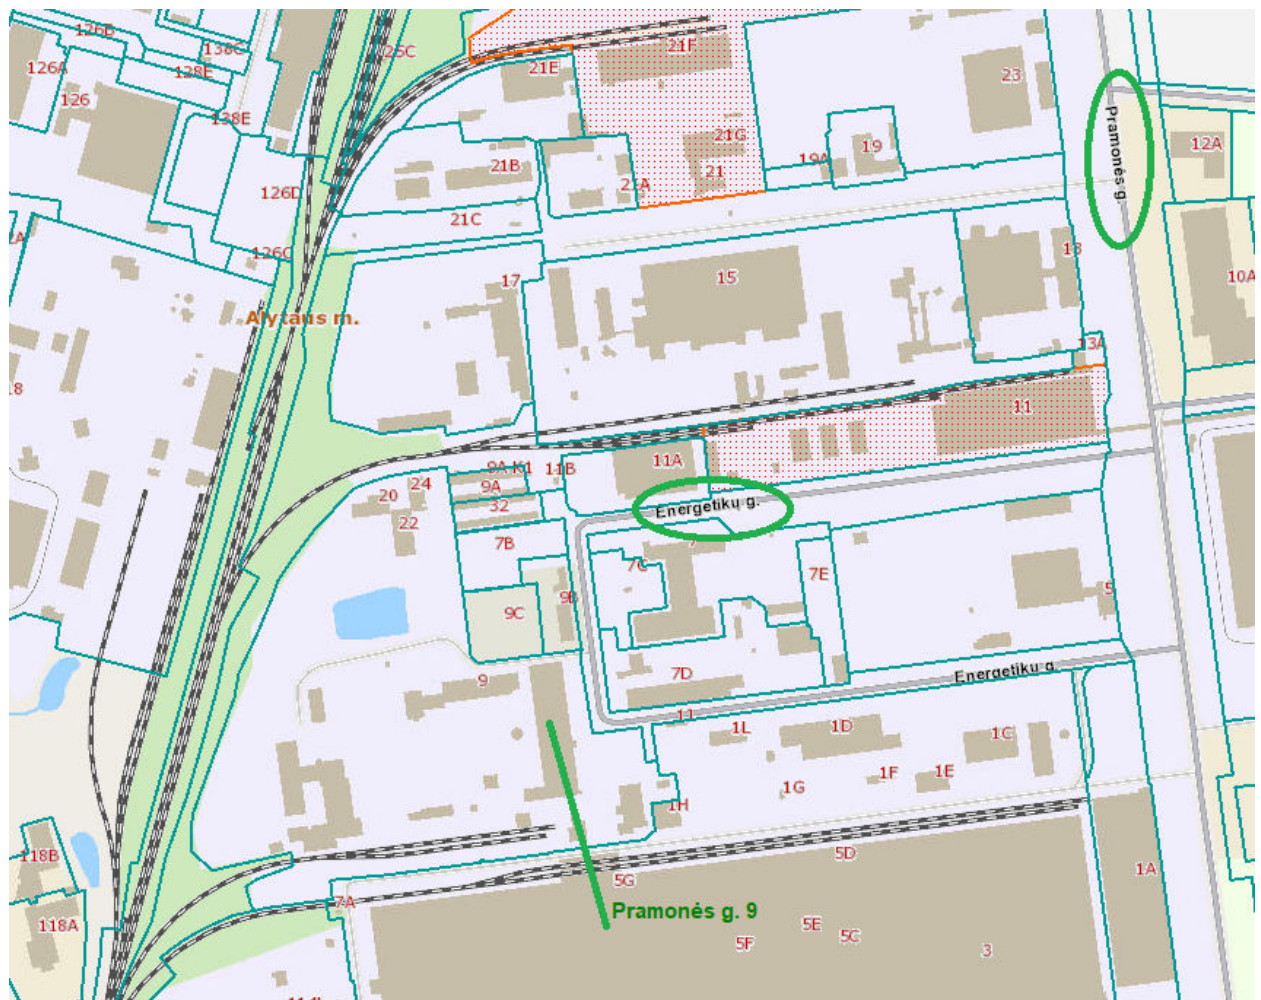 126B
138C
125C
21F
126A
128E
21E
23
126
138E
Pramonės g.
21G
19
12A
21B
19A
21
126D
21A
21C
126C
13
17
15
10A
Alytaus m.
13A
18
11
9A K1
11B
11A
20
24
9A
32
Energetikų g.
22
7B
7
7C
7E
5
9C
9B
7D
Energetikų g.
9
1L
1D
1C
1F
1E
1G
1H
118B
5D
5G
1A
7A
Pramonės g. 9
118A
5E
5C
5F
3